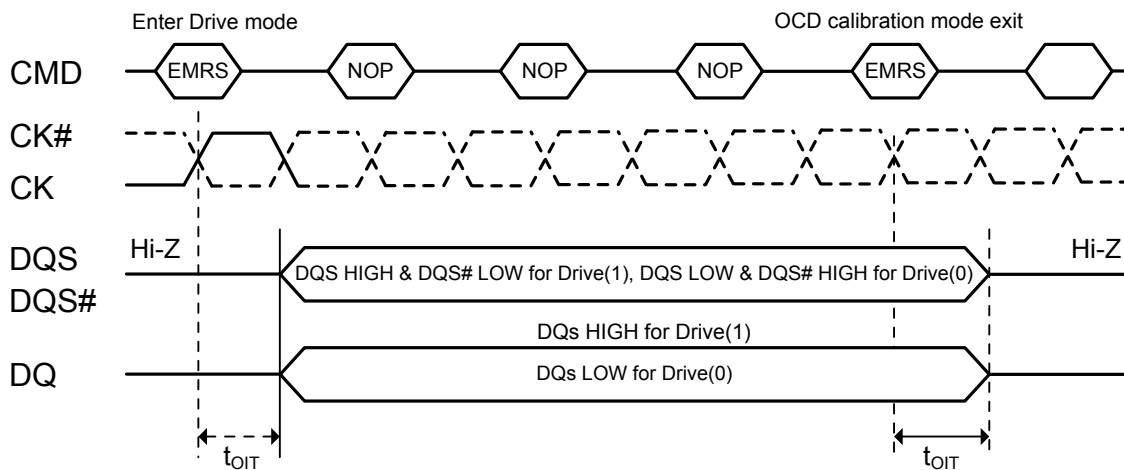 Enter Drive mode OCD calibration mode exit
CMD EMRS NOP NOP NOP EMRS
CK#
CK
DQS Hi-Z DQS HIGH & DQS# LOW for Drive(1), DQS LOW & DQS# HIGH for Drive(0) Hi-Z
DQS#
DQs HIGH for Drive(1)
DQ DQs LOW for Drive(0)
tOIT tOIT